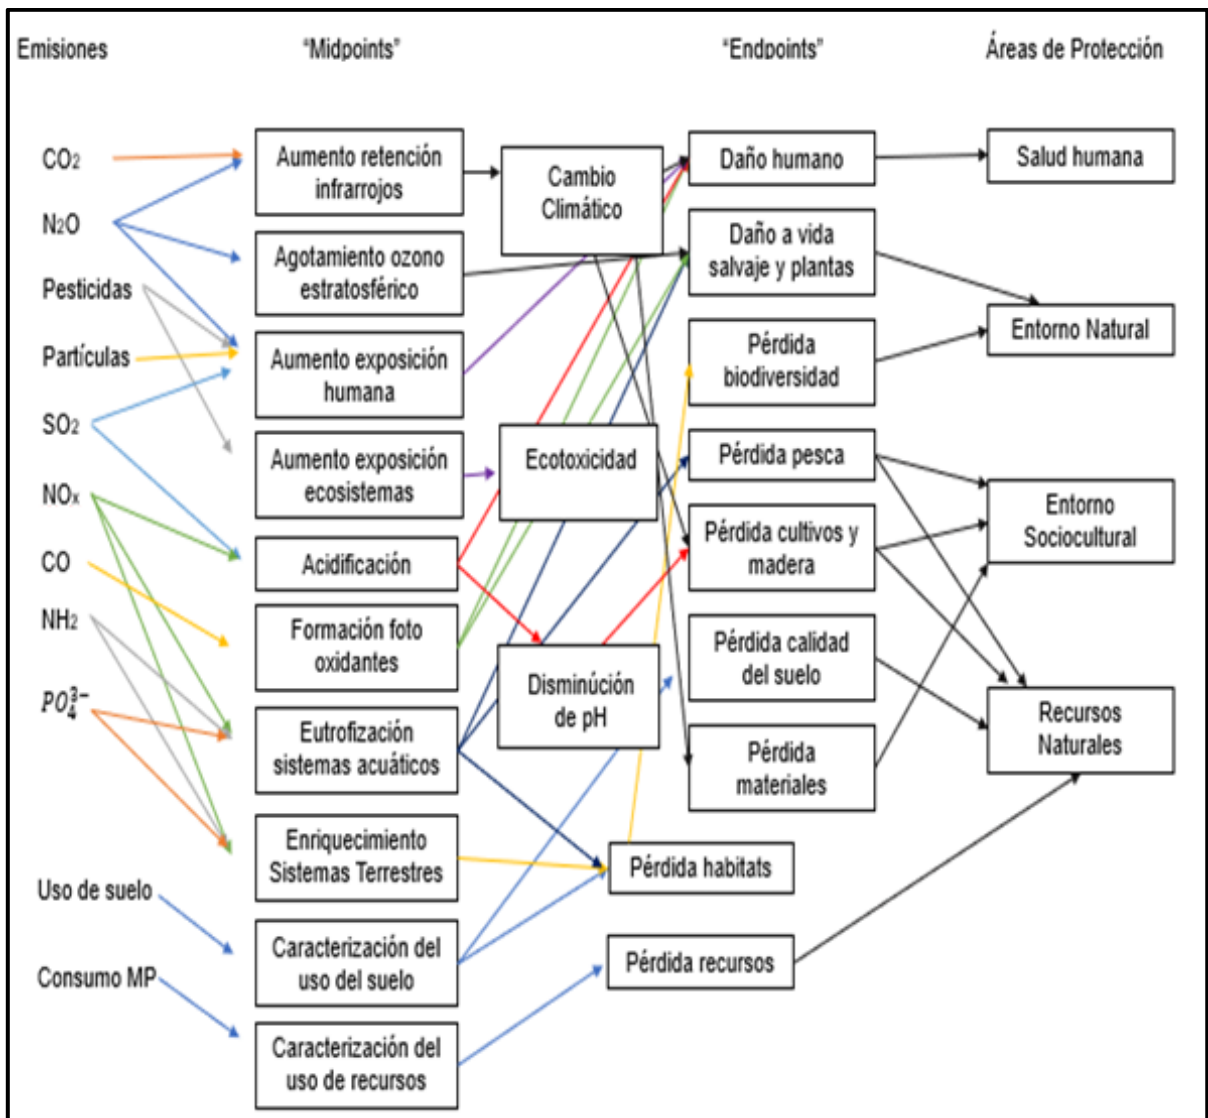 Emisiones
“Midpoints”
“Endpoints”
Áreas de Protección
CO2
N2O
Pesticidas
Partículas
SO2
NOx
CO
NH2
PO4^3−
Uso de suelo
Consumo MP
Aumento retención
infrarrojos
Agotamiento ozono
estratosférico
Aumento exposición
humana
Aumento exposición
ecosistemas
Acidificación
Formación foto
oxidantes
Eutrofización
sistemas acuáticos
Enriquecimiento
Sistemas Terrestres
Caracterización del
uso del suelo
Caracterización del
uso de recursos
Cambio
Climático
Ecotoxicidad
Disminúción
de pH
Daño humano
Daño a vida
salvaje y plantas
Pérdida
biodiversidad
Pérdida pesca
Pérdida cultivos y
madera
Pérdida calidad
del suelo
Pérdida
materiales
Pérdida habitats
Pérdida recursos
Salud humana
Entorno Natural
Entorno
Sociocultural
Recursos
Naturales